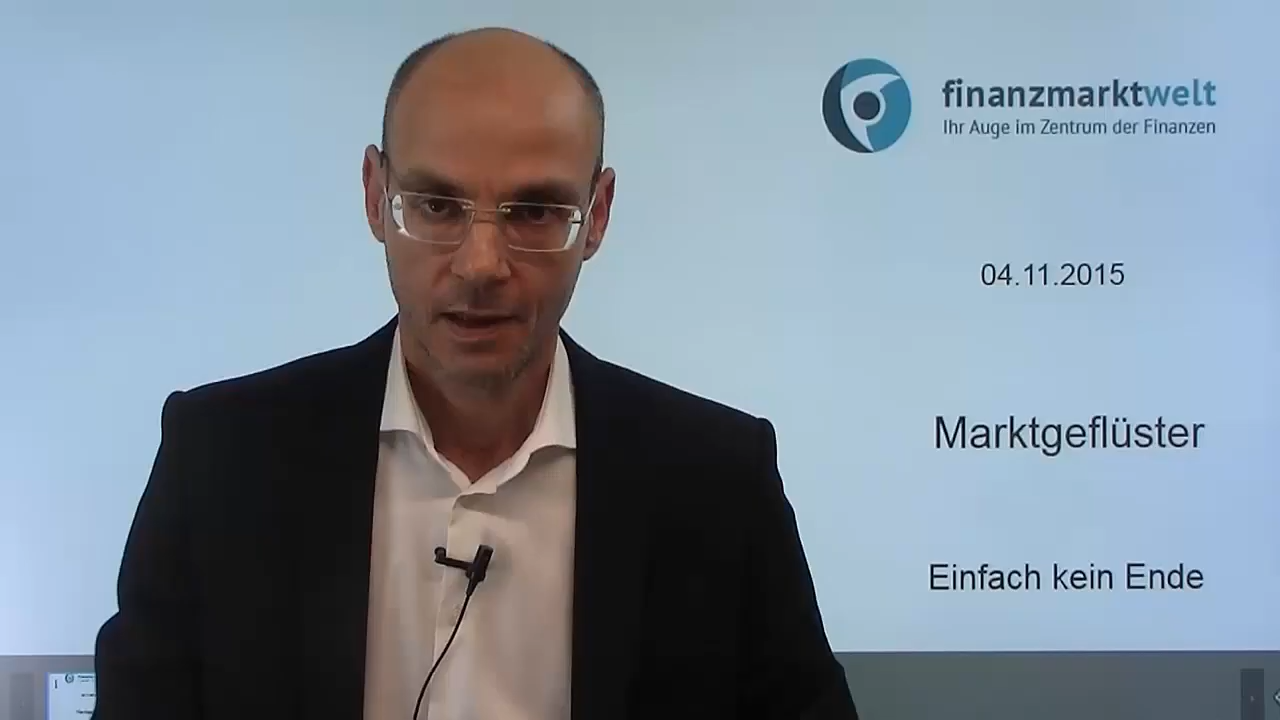 finanzmarktwelt
Ihr Auge im Zentrum der Finanzen
04.11.2015
Marktgeflüster
Einfach kein Ende